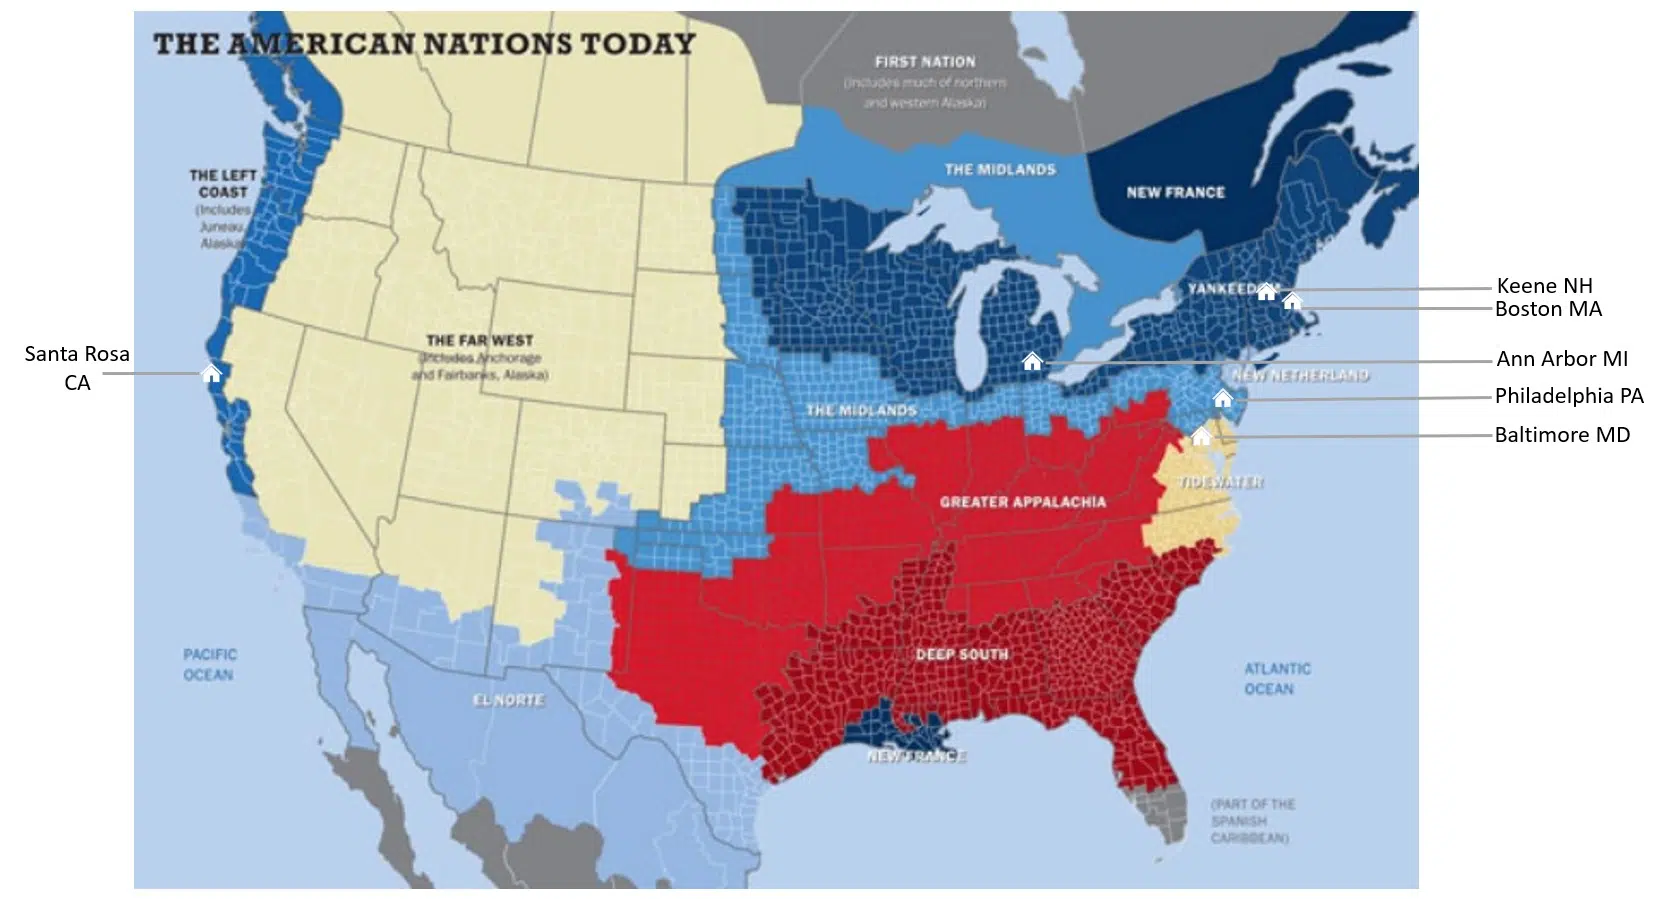 THE AMERICAN NATIONS TODAY
FIRST NATION
(includes much of northern
and western Alaska)
THE LEFT
COAST
(Includes
Juneau,
Alaska)
THE MIDLANDS
NEW FRANCE
YANKEEDOM
Keene NH
Boston MA
THE FAR WEST
(includes Anchorage
and Fairbanks, Alaska)
Santa Rosa
CA
Ann Arbor MI
NEW NETHERLAND
Philadelphia PA
THE MIDLANDS
Baltimore MD
TIDEWATER
GREATER APPALACHIA
DEEP SOUTH
PACIFIC
OCEAN
ATLANTIC
OCEAN
EL NORTE
NEW FRANCE
(PART OF THE
SPANISH
CARIBBEAN)